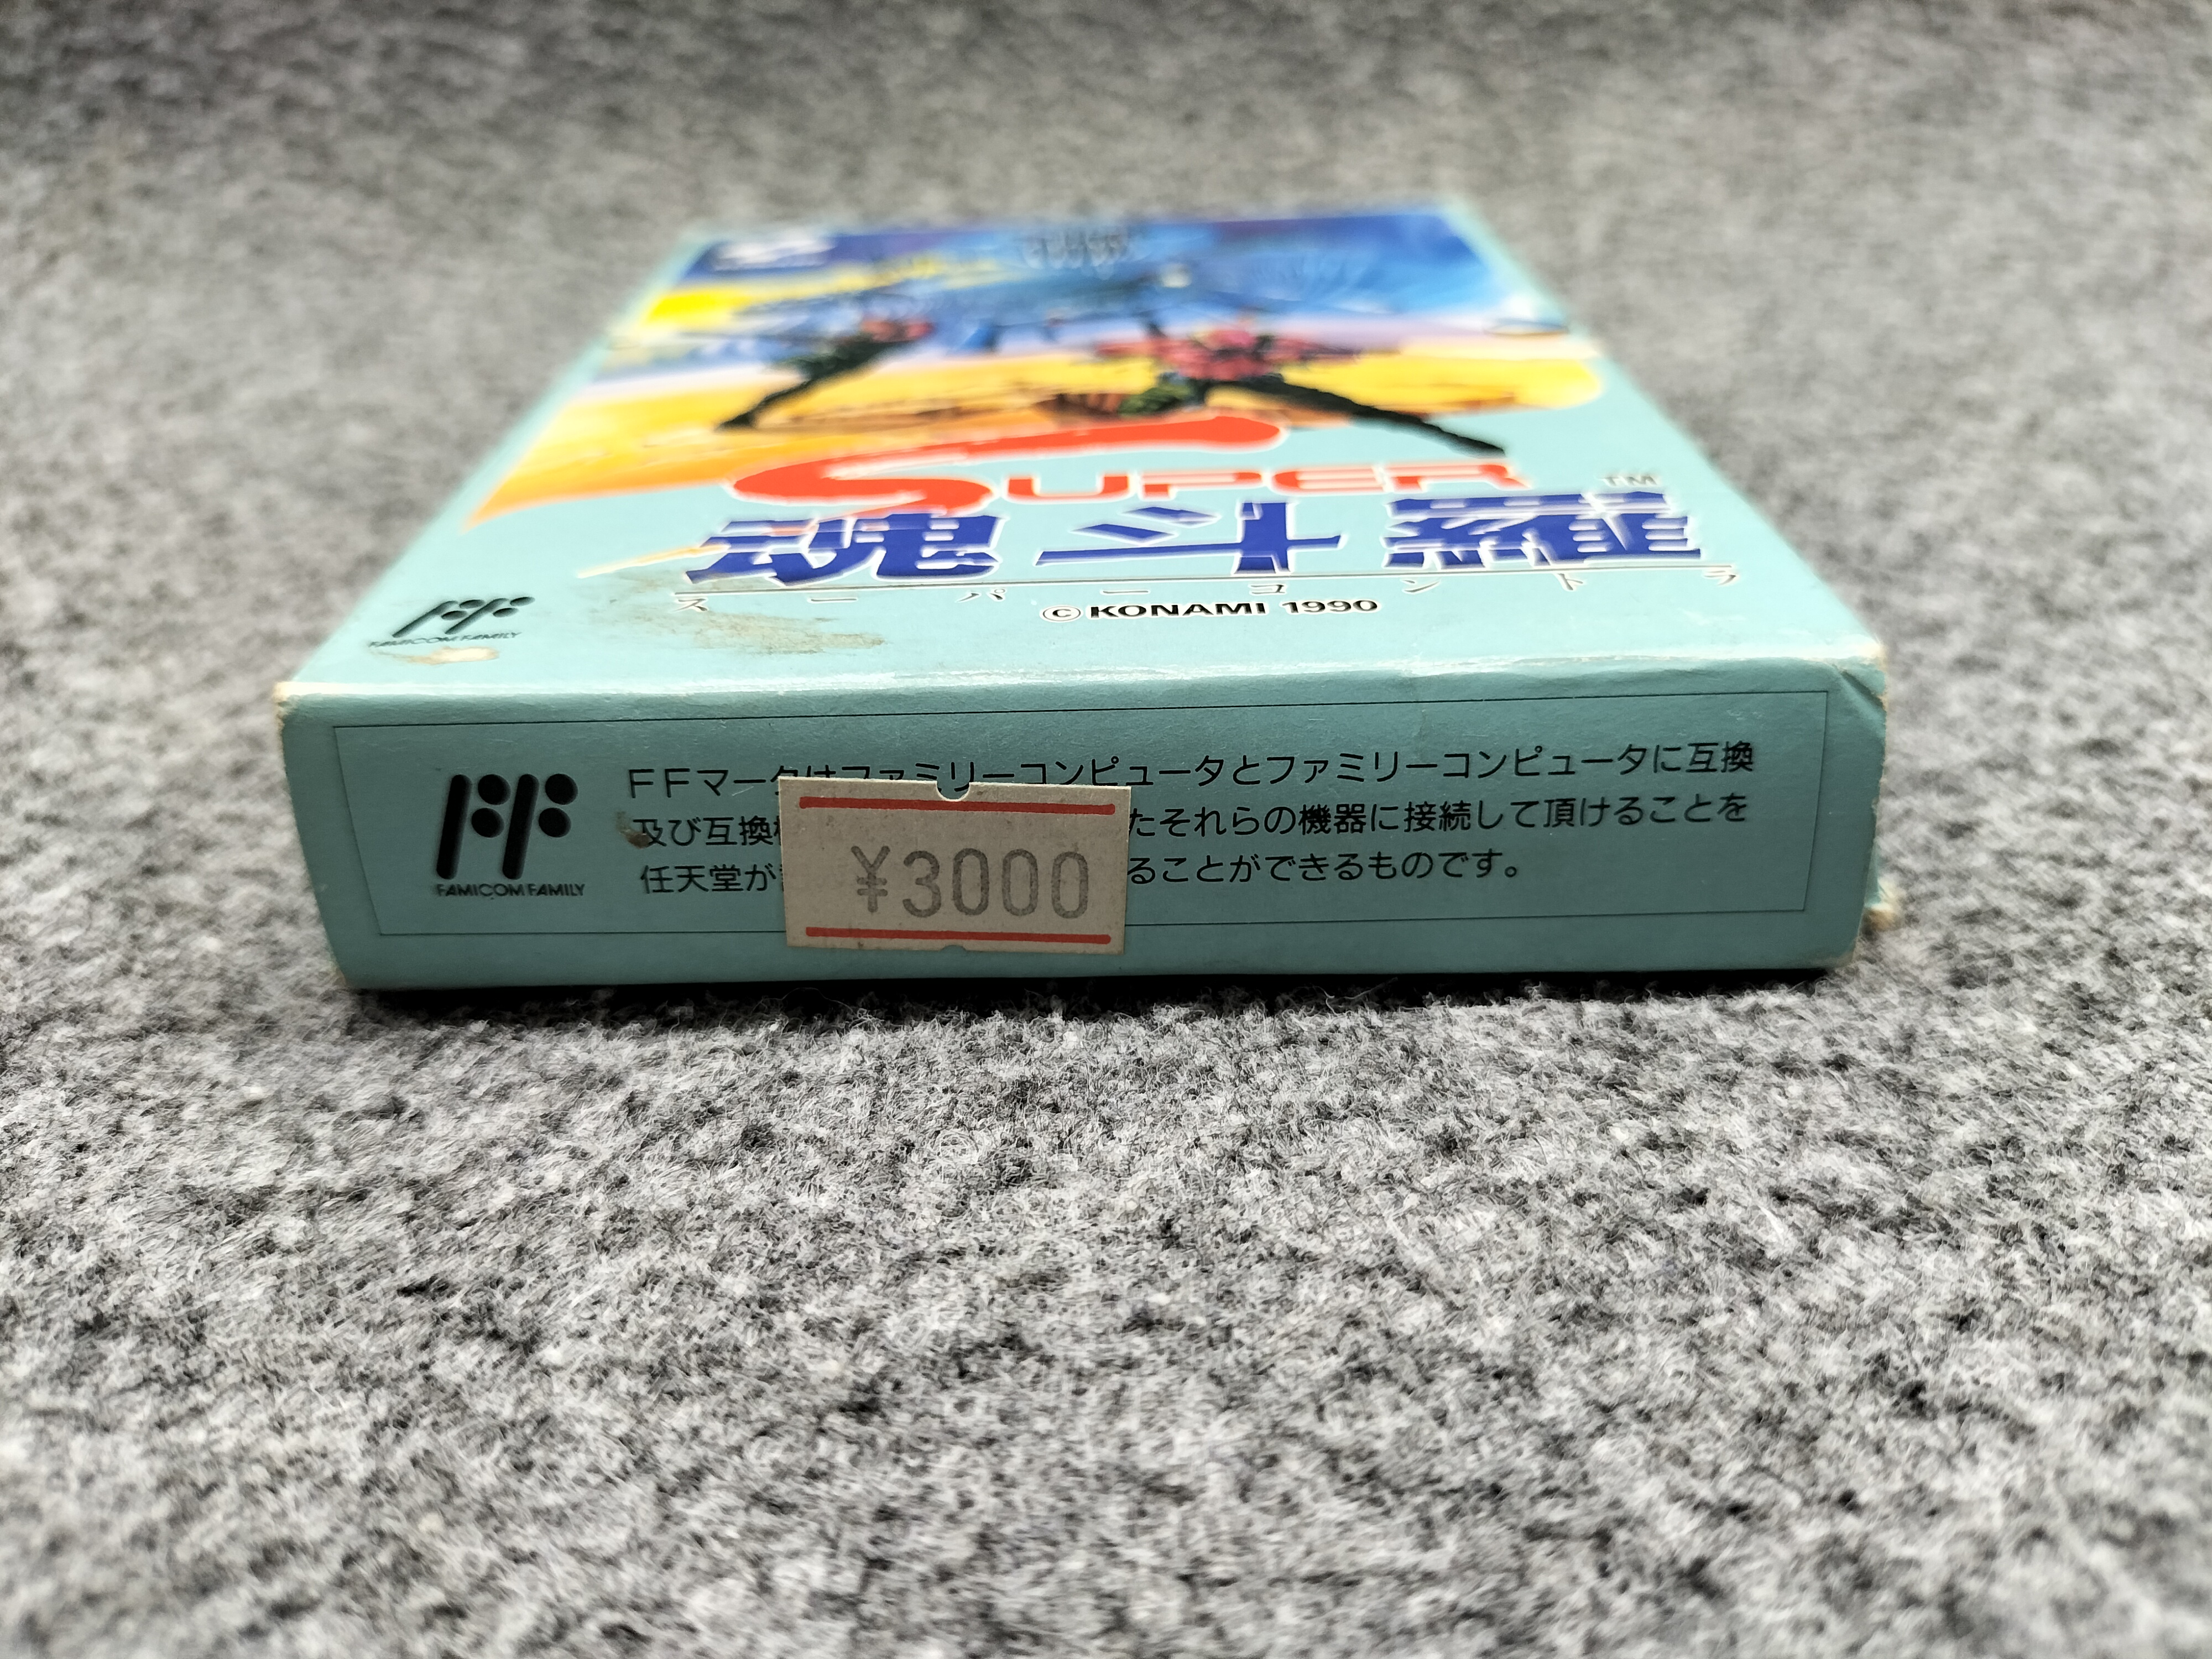 SUPER
魂斗羅 TM
スーパーコントラ
©KONAMI 1990
FAMICOM FAMILY
FAMICOM FAMILY
FFマークはファミリーコンピュータとファミリーコンピュータに互換
及び互換 たそれらの機器に接続して頂けることを
任天堂が ることができるものです。
¥3000